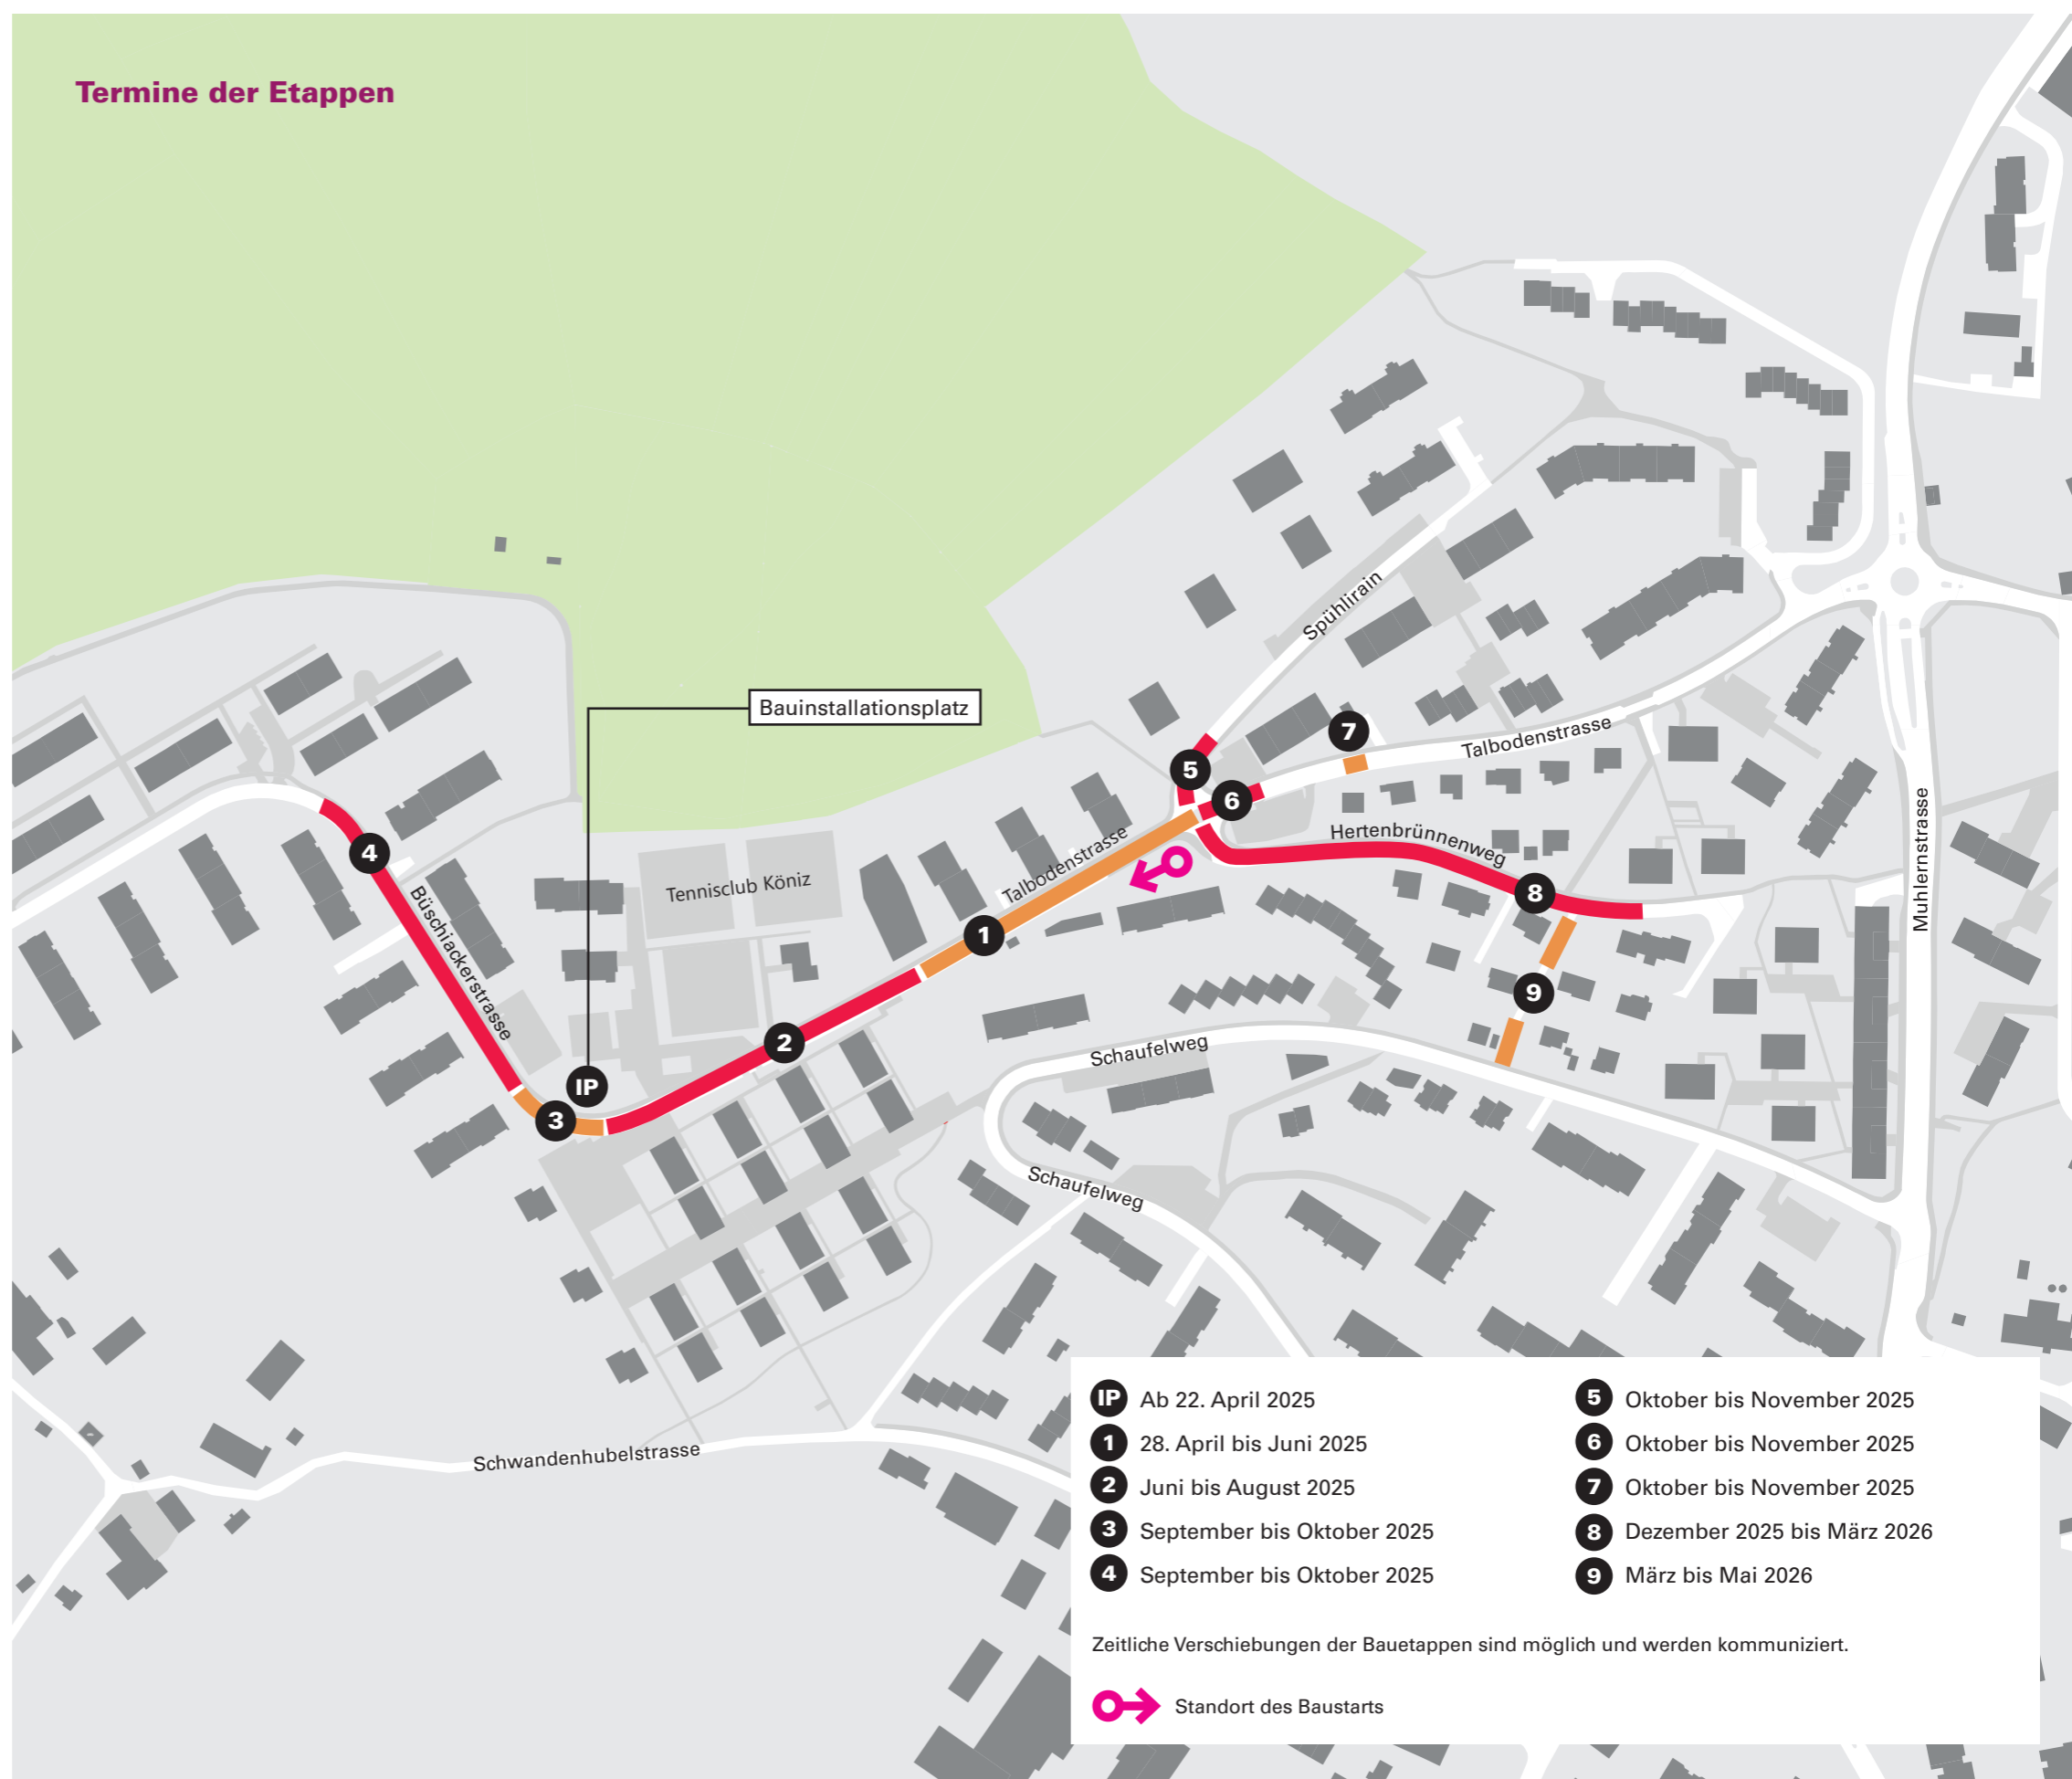 Termine der Etappen
Bauinstallationsplatz
Spühlirain
7
Talbodenstrasse
5
6
Muhlernstrasse
Hertenbrünnenweg
4
Talbodenstrasse
Tennisclub Köniz
8
Büschiackerstrasse
1
9
2
Schaufelweg
IP
3
Schaufelweg
Schwandenhubelstrasse
IP Ab 22. April 2025
1 28. April bis Juni 2025
2 Juni bis August 2025
3 September bis Oktober 2025
4 September bis Oktober 2025
5 Oktober bis November 2025
6 Oktober bis November 2025
7 Oktober bis November 2025
8 Dezember 2025 bis März 2026
9 März bis Mai 2026
Zeitliche Verschiebungen der Bauetappen sind möglich und werden kommuniziert.
Standort des Baustarts